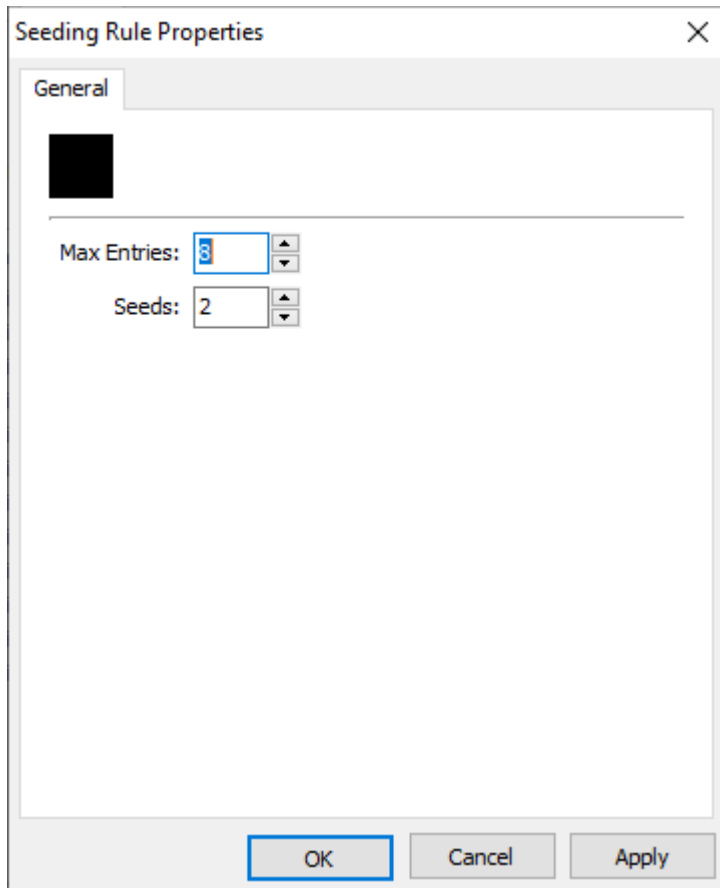 Seeding Rule Properties
General
Max Entries: 8
Seeds: 2
OK Cancel Apply